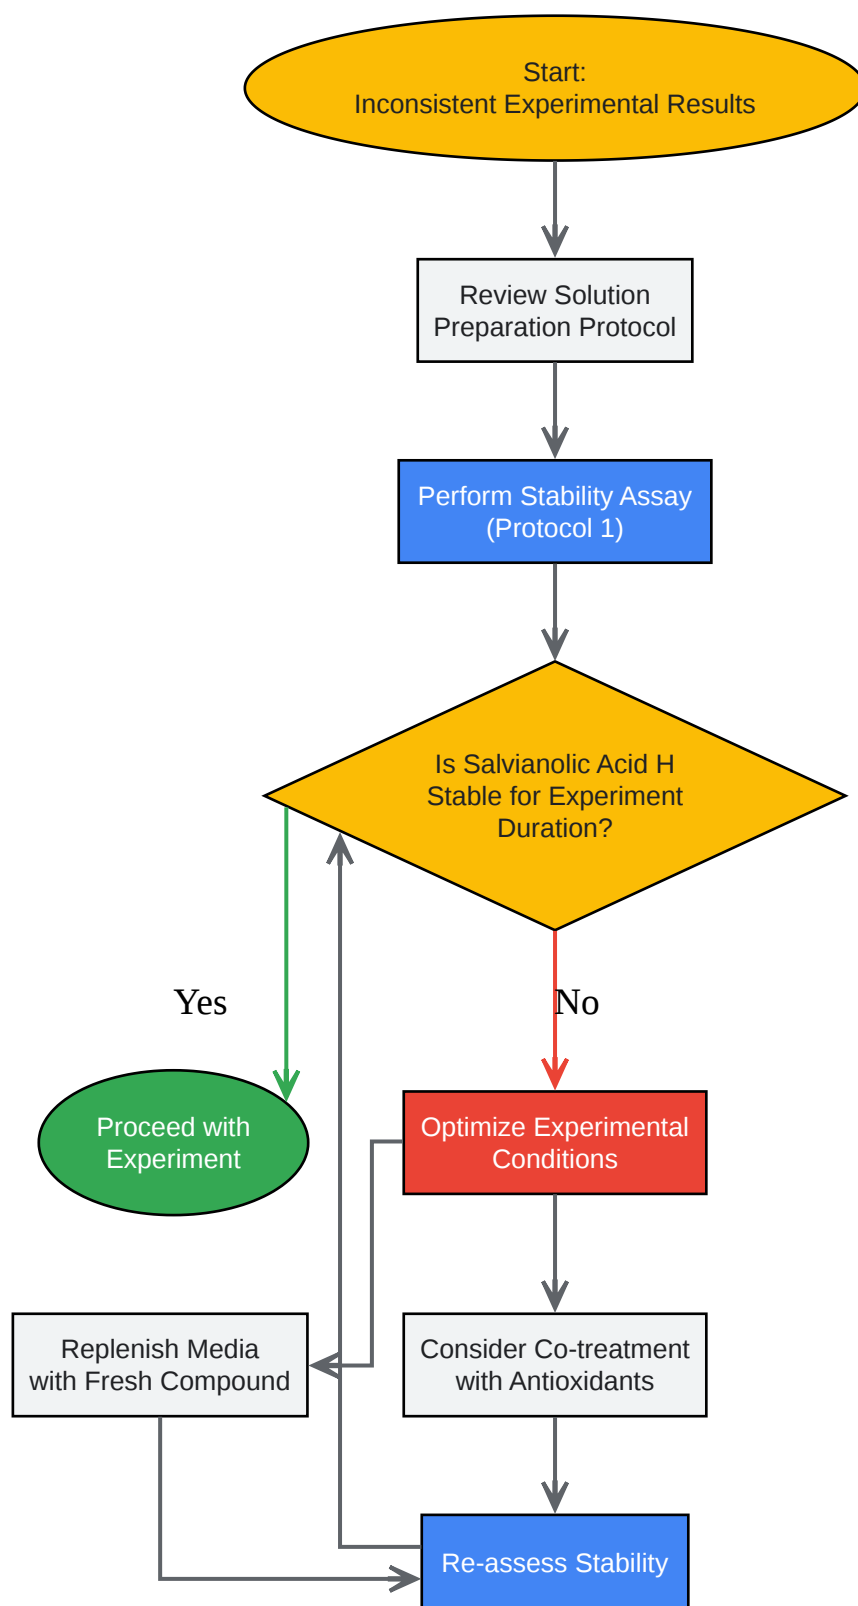 Start:
Inconsistent Experimental Results
Review Solution
Preparation Protocol
Perform Stability Assay
(Protocol 1)
Is Salvianolic Acid H
Stable for Experiment
Duration?
Yes
No
Proceed with
Experiment
Optimize Experimental
Conditions
Replenish Media
with Fresh Compound
Consider Co-treatment
with Antioxidants
Re-assess Stability